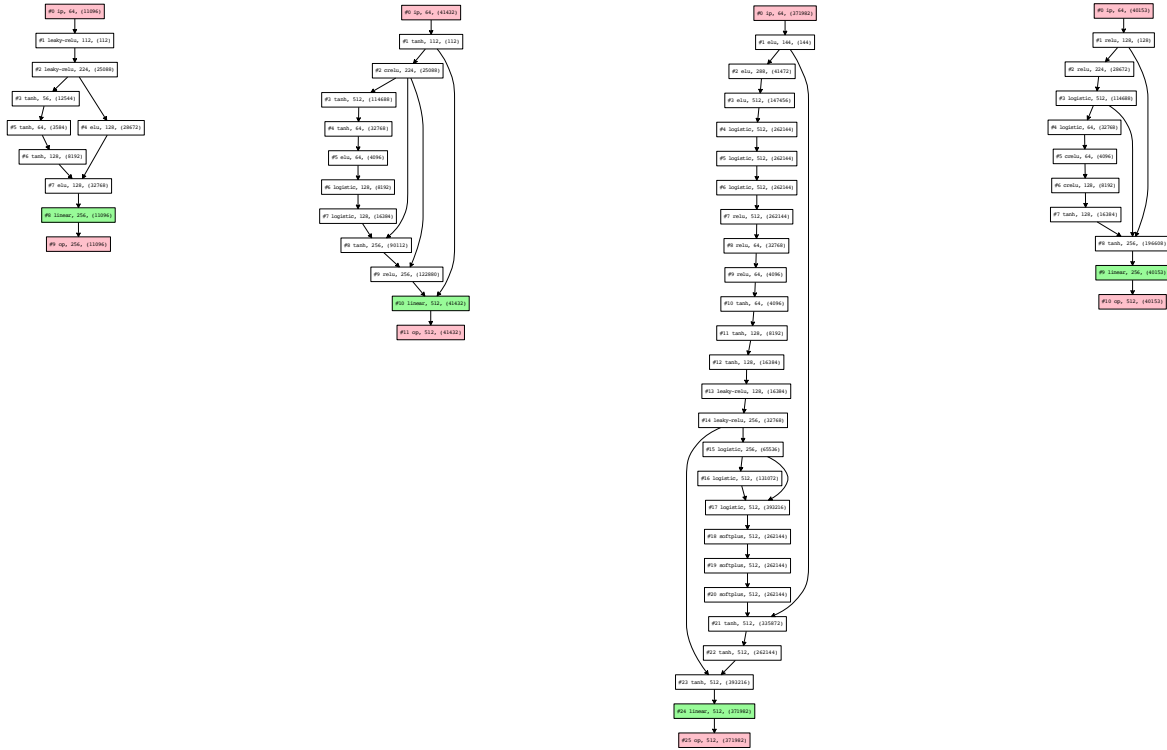 #0 ip, 64, (11096)
#1 leaky-relu, 112, (112)
#2 leaky-relu, 224, (25088)
#3 tanh, 56, (12544)
#5 tanh, 64, (3584)
#4 elu, 128, (28672)
#6 tanh, 128, (8192)
#7 elu, 128, (32768)
#8 linear, 256, (11096)
#9 op, 256, (11096)
#0 ip, 64, (41432)
#1 tanh, 112, (112)
#2 crelu, 224, (25088)
#3 tanh, 512, (114688)
#4 tanh, 64, (32768)
#5 elu, 64, (4096)
#6 logistic, 128, (8192)
#7 logistic, 128, (16384)
#8 tanh, 256, (90112)
#9 relu, 256, (122880)
#10 linear, 512, (41432)
#11 op, 512, (41432)
#0 ip, 64, (371982)
#1 elu, 144, (144)
#2 elu, 288, (41472)
#3 elu, 512, (147456)
#4 logistic, 512, (262144)
#5 logistic, 512, (262144)
#6 logistic, 512, (262144)
#7 relu, 512, (262144)
#8 relu, 64, (32768)
#9 relu, 64, (4096)
#10 tanh, 64, (4096)
#11 tanh, 128, (8192)
#12 tanh, 128, (16384)
#13 leaky-relu, 128, (16384)
#14 leaky-relu, 256, (32768)
#15 logistic, 256, (65536)
#16 logistic, 512, (131072)
#17 logistic, 512, (393216)
#18 softplus, 512, (262144)
#19 softplus, 512, (262144)
#20 softplus, 512, (262144)
#21 tanh, 512, (335872)
#22 tanh, 512, (262144)
#23 tanh, 512, (393216)
#24 linear, 512, (371982)
#25 op, 512, (371982)
#0 ip, 64, (40153)
#1 relu, 128, (128)
#2 relu, 224, (28672)
#3 logistic, 512, (114688)
#4 logistic, 64, (32768)
#5 crelu, 64, (4096)
#6 crelu, 128, (8192)
#7 tanh, 128, (16384)
#8 tanh, 256, (196608)
#9 linear, 256, (40153)
#10 op, 512, (40153)